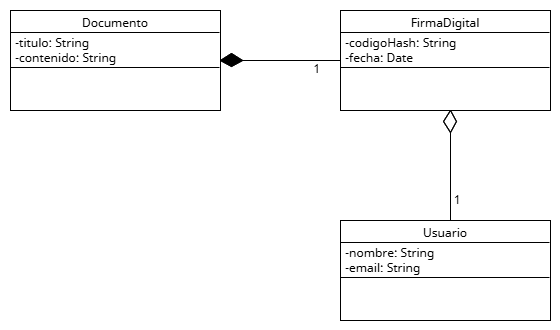 Documento
-titulo: String
-contenido: String
1
FirmaDigital
-codigoHash: String
-fecha: Date
1
Usuario
-nombre: String
-email: String